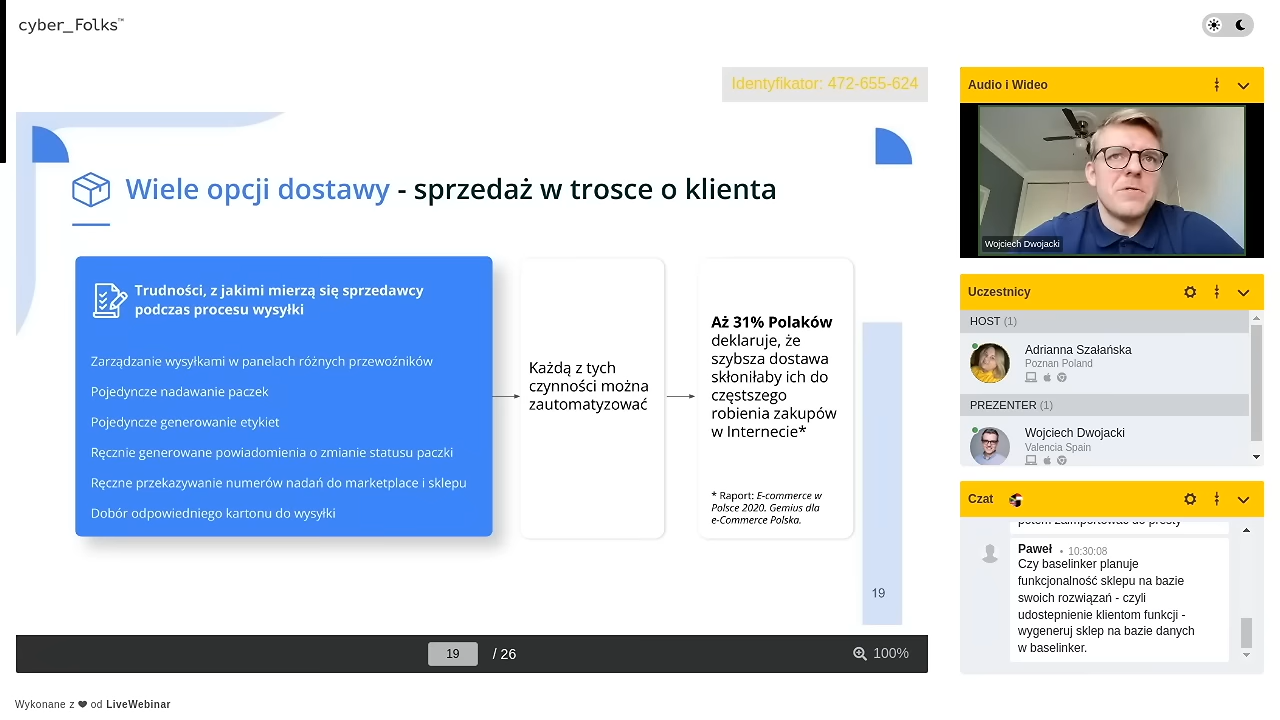 cyber_Folks™
Identyfikator: 472-655-624
Wiele opcji dostawy - sprzedaż w trosce o klienta
Trudności, z jakimi mierzą się sprzedawcy
podczas procesu wysyłki
Zarządzanie wysyłkami w panelach różnych przewoźników
Pojedyncze nadawanie paczek
Pojedyncze generowanie etykiet
Ręcznie generowane powiadomienia o zmianie statusu paczki
Ręczne przekazywanie numerów nadań do marketplace i sklepu
Dobór odpowiedniego kartonu do wysyłki
Każdą z tych
czynności można
zautomatyzować
Aż 31% Polaków
deklaruje, że
szybsza dostawa
skłoniłaby ich do
częstszego
robienia zakupów
w Internecie*
* Raport: E-commerce w
Polsce 2020. Gemius dla
e-Commerce Polska.
19
19 / 26
100%
Wykonane z od LiveWebinar
Audio i Wideo
Wojciech Dwojacki
Uczestnicy
HOST (1)
Adrianna Szałańska
Poznan Poland
PREZENTER (1)
Wojciech Dwojacki
Valencia Spain
Czat
potem zaimportować do presty
Paweł • 10:30:08
Czy baselinker planuje
funkcjonalność sklepu na bazie
swoich rozwiązań - czyli
udostepnienie klientom funkcji -
wygeneruj sklep na bazie danych
w baselinker.